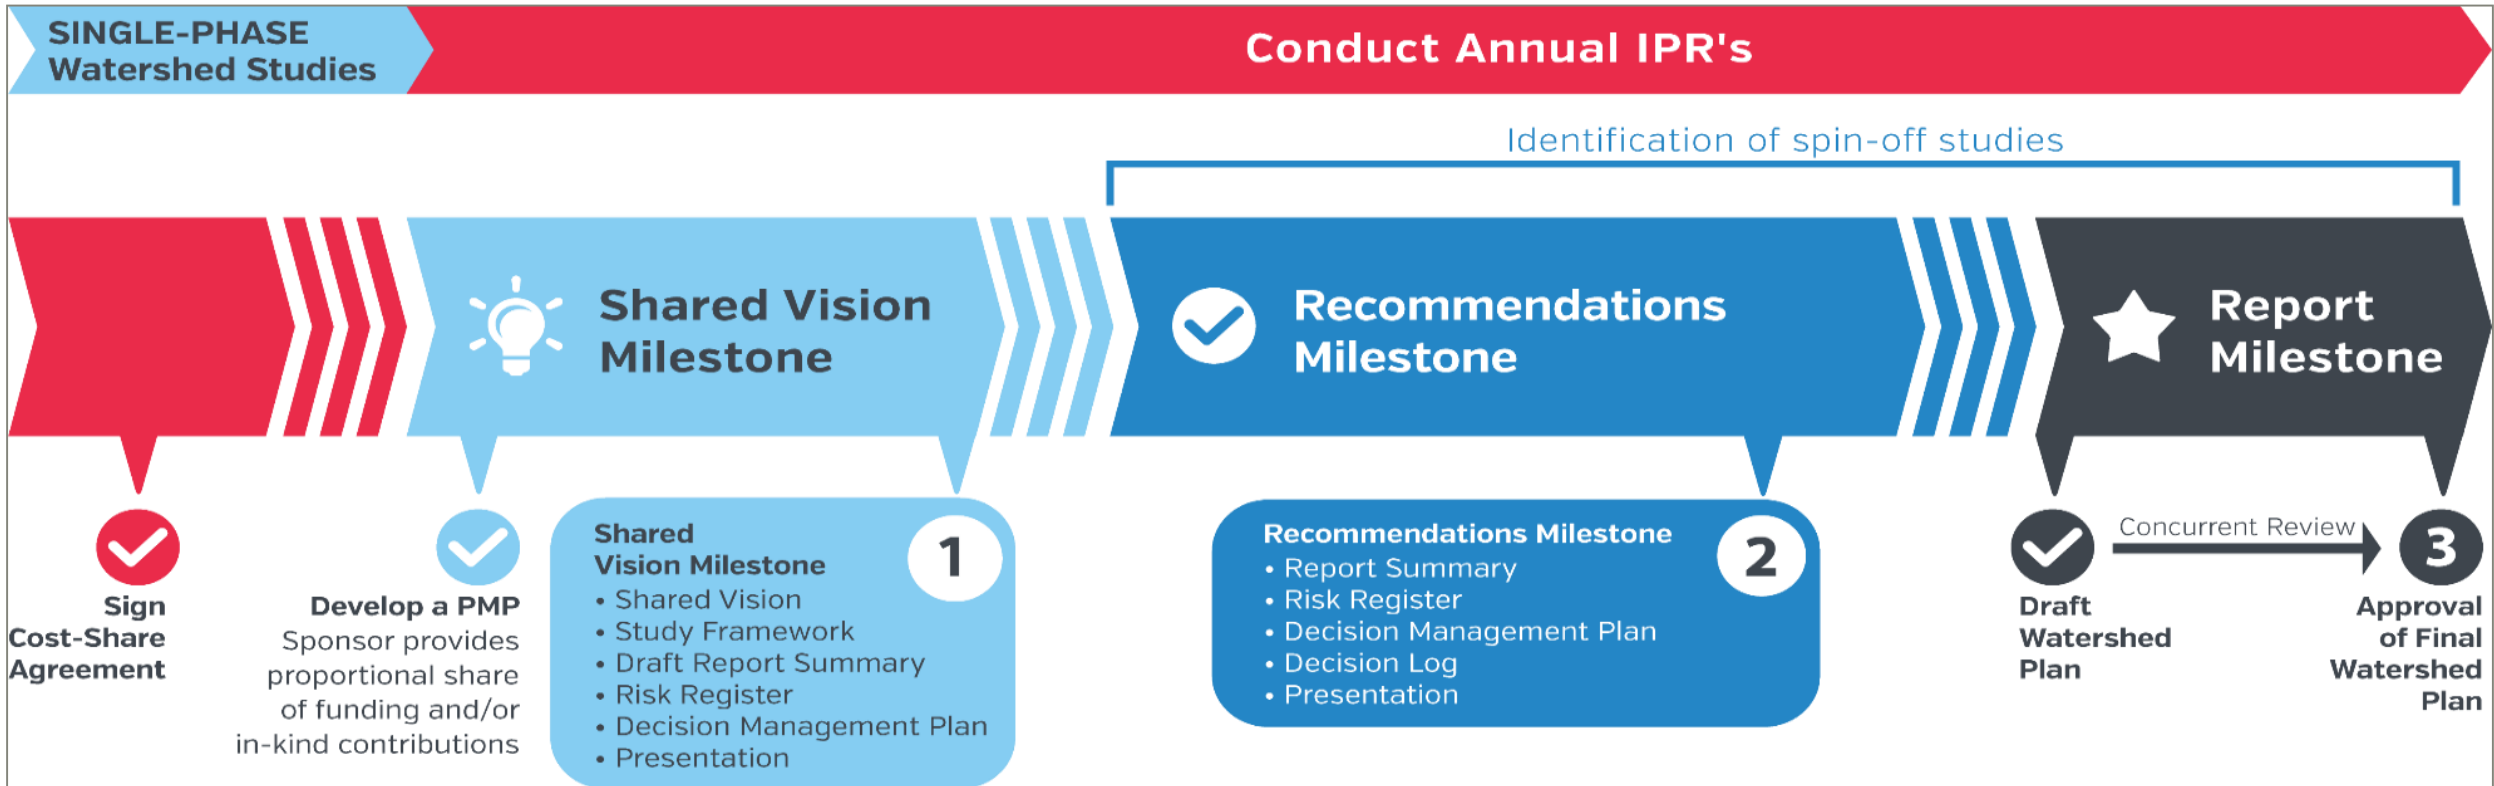 SINGLE-PHASE
Watershed Studies
Conduct Annual IPR's
Identification of spin-off studies
Shared Vision
Milestone
Recommendations
Milestone
Report
Milestone
Sign
Cost-Share
Agreement
Develop a PMP
Sponsor provides
proportional share
of funding and/or
in-kind contributions
Shared
Vision Milestone
1
• Shared Vision
• Study Framework
• Draft Report Summary
• Risk Register
• Decision Management Plan
• Presentation
Recommendations Milestone
2
• Report Summary
• Risk Register
• Decision Management Plan
• Decision Log
• Presentation
Draft
Watershed
Plan
Concurrent Review
3
Approval
of Final
Watershed
Plan